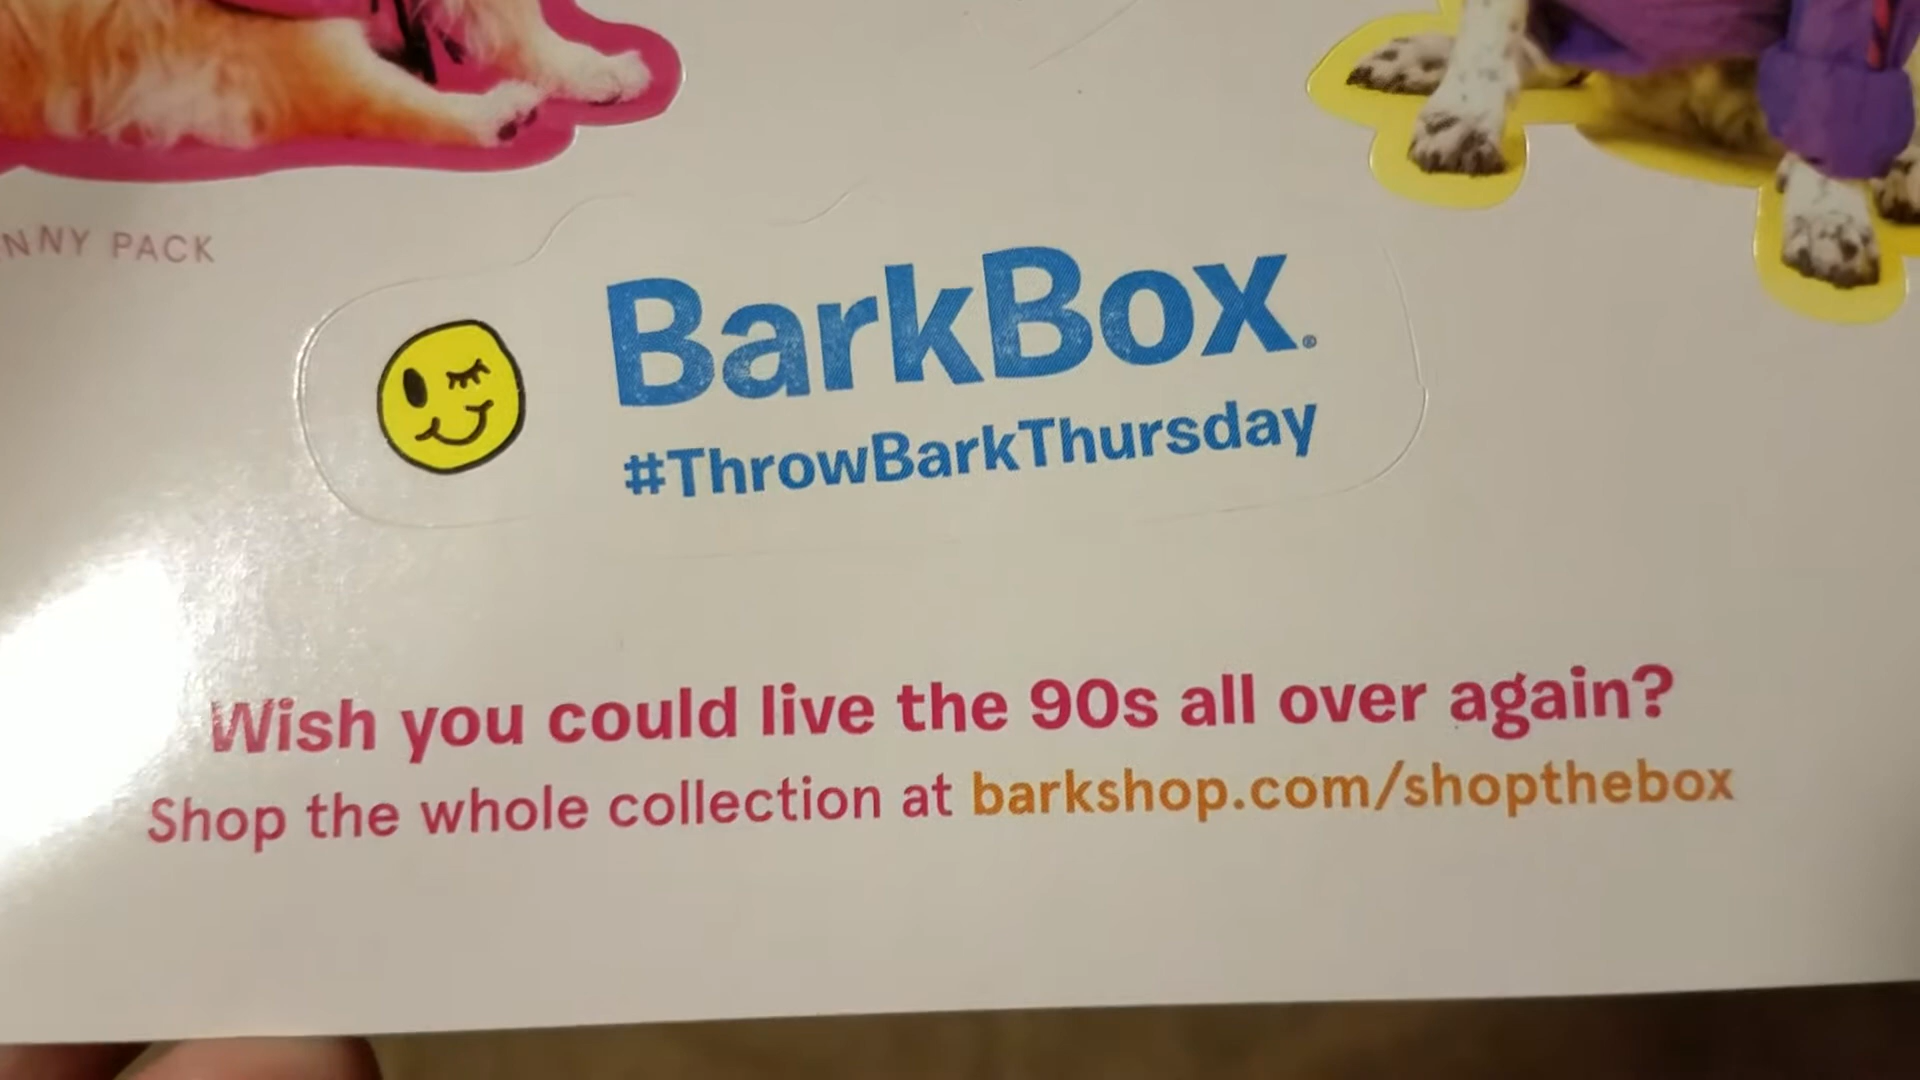 PACK
BarkBox®
#ThrowBarkThursday
Wish you could live the 90s all over again?
Shop the whole collection at barkshop.com/shopthebox